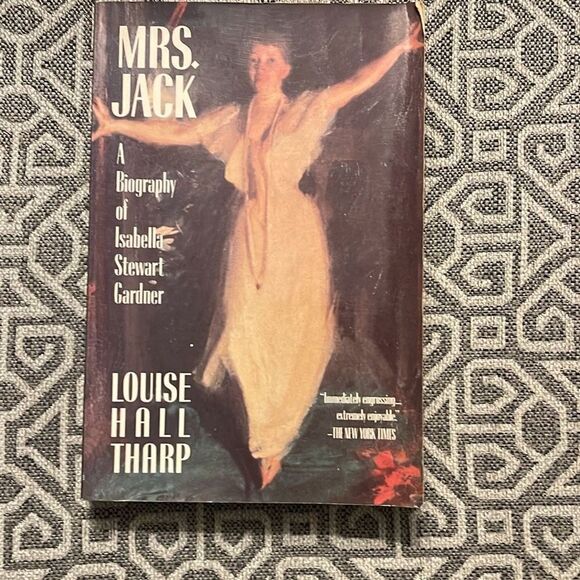 MRS.
JACK
A
Biography
of
Isabella
Stewart
Gardner
LOUISE
HALL
THARP
"Immediately engrossing...
extremely enjoyable."
—THE NEW YORK TIMES